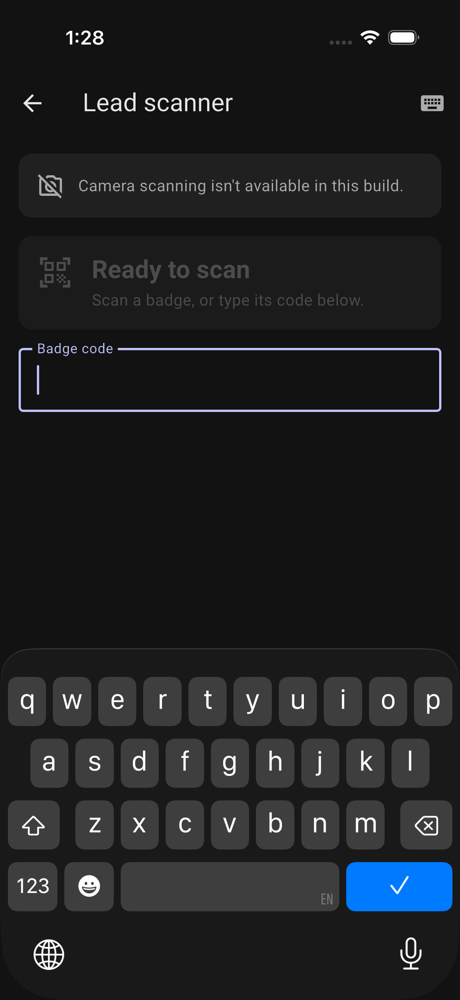 1:28
Lead scanner
Camera scanning isn't available in this build.
Ready to scan
Scan a badge, or type its code below.
Badge code
q w e r t y u i o p
a s d f g h j k l
z x c v b n m
123
EN